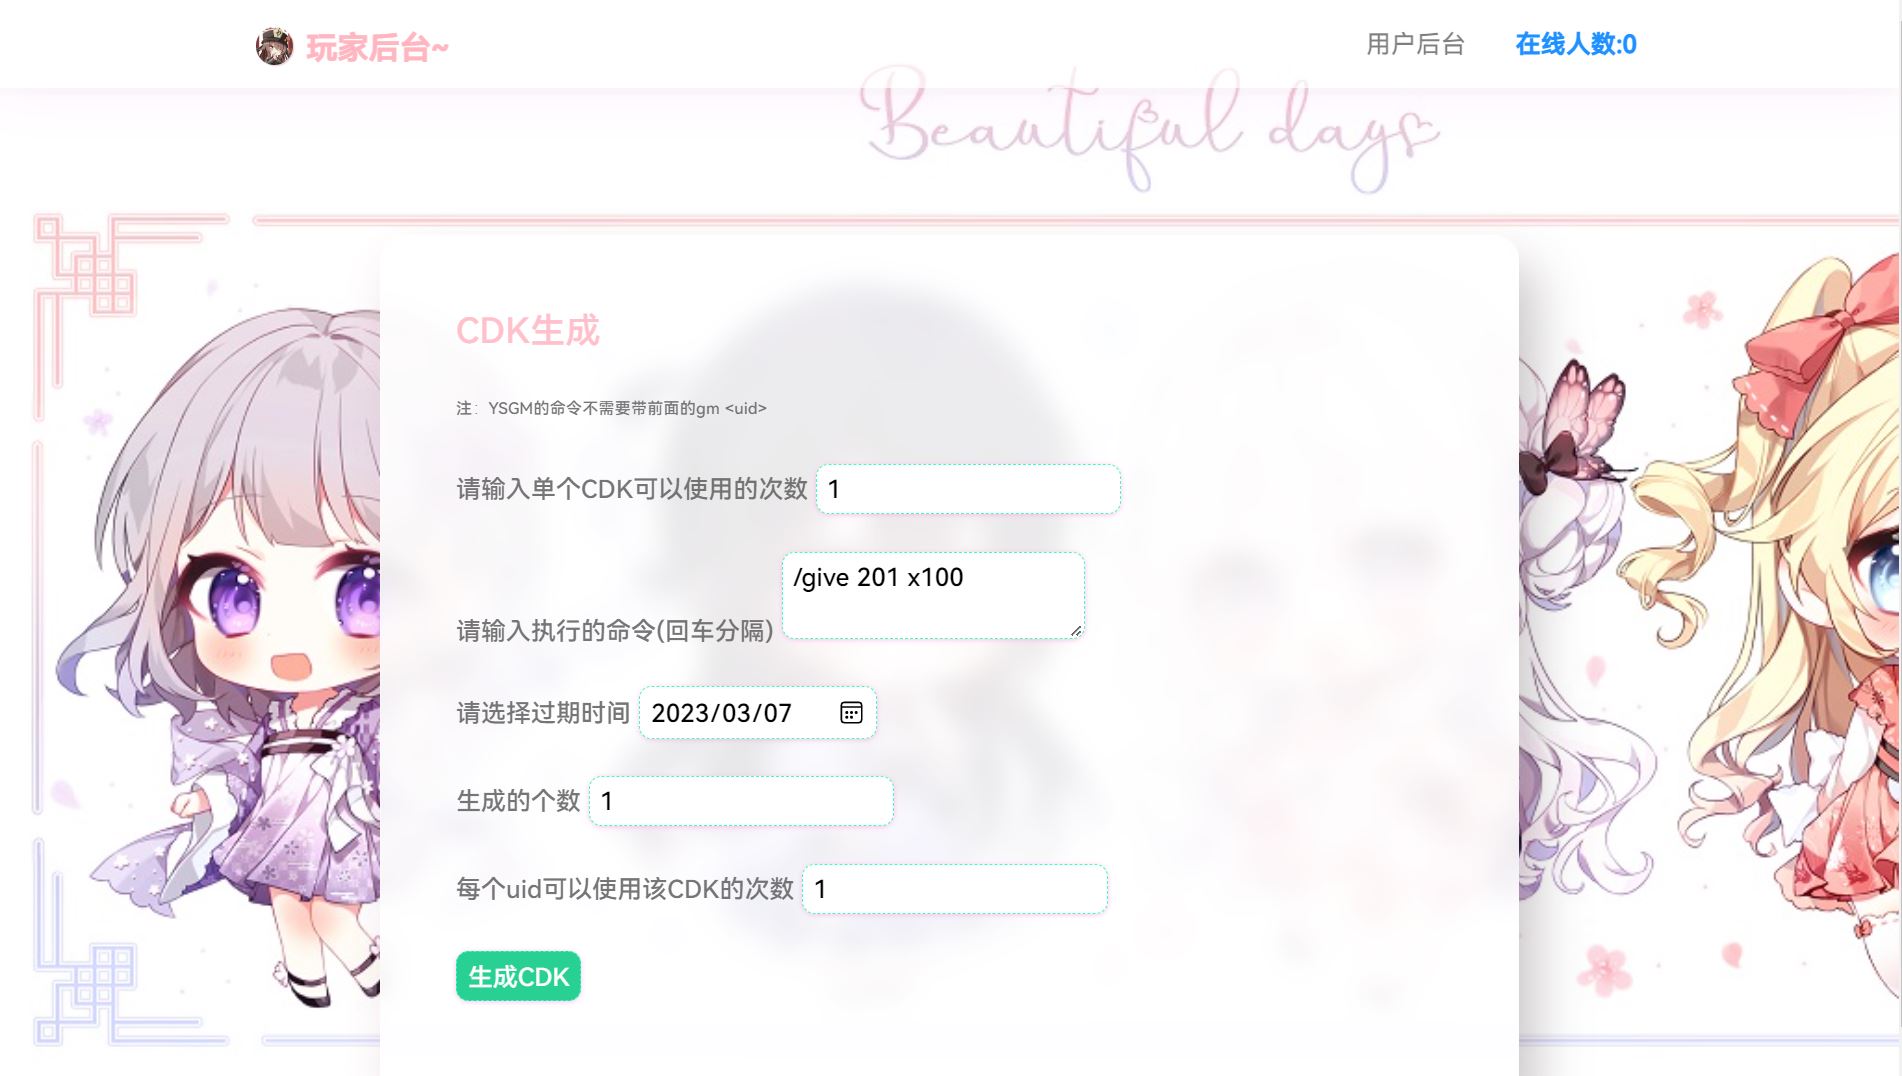 玩家后台~
用户后台
在线人数:0
Beautiful days
CDK生成
注：YSGM的命令不需要带前面的gm <uid>
请输入单个CDK可以使用的次数 1
/give 201 x100
请输入执行的命令(回车分隔)
请选择过期时间 2023/03/07
生成的个数 1
每个uid可以使用该CDK的次数 1
生成CDK